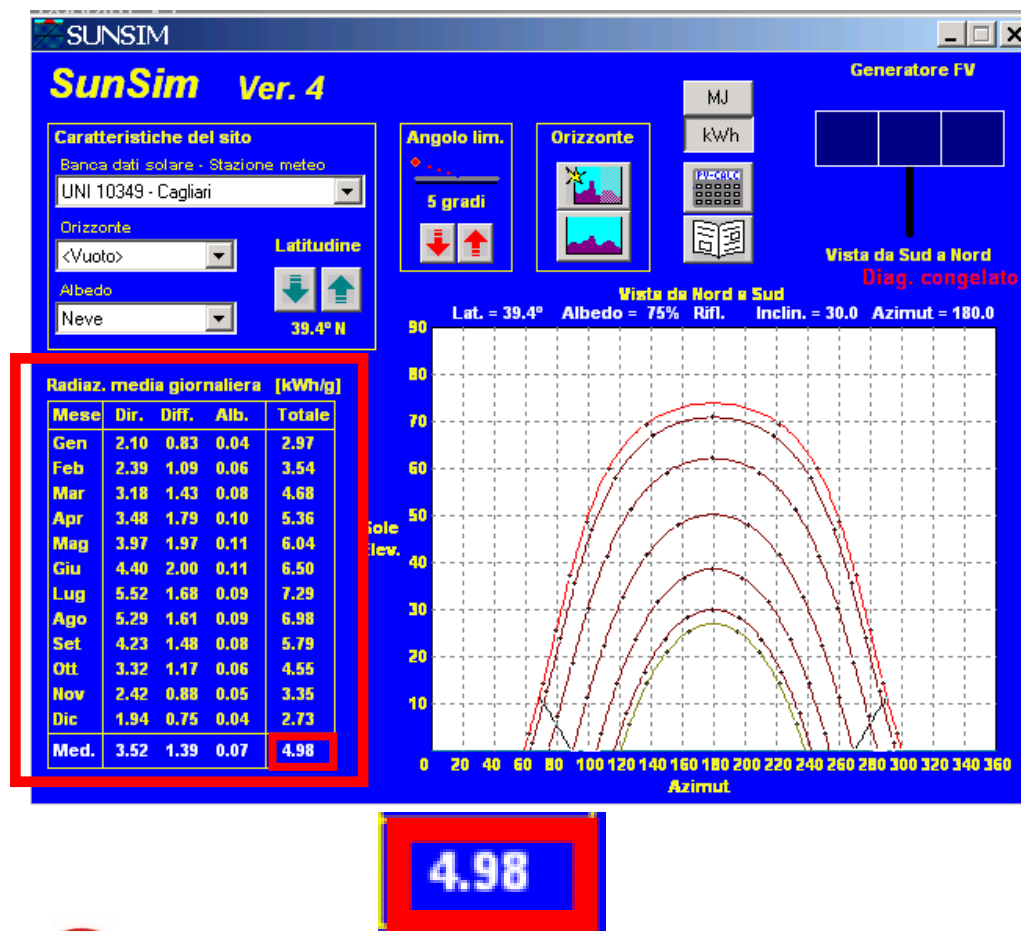 SUNSIM
SunSim Ver. 4
Caratteristiche del sito
Banca dati solare - Stazione meteo
UNI 10349 - Cagliari
Orizzonte
<Vuoto>
Albedo
Neve
Latitudine
39.4° N
Angolo lim.
5 gradi
Orizzonte
MJ
kWh
PV-CALC
Generatore FV
Vista da Sud a Nord
Diag. congelato
Vista da Nord a Sud
Lat. = 39.4° Albedo = 75% Rifl. Inclin. = 30.0 Azimut = 180.0
Radiaz. media giornaliera [kWh/g]
Mese Dir. Diff. Alb. Totale
Gen 2.10 0.83 0.04 2.97
Feb 2.39 1.09 0.06 3.54
Mar 3.18 1.43 0.08 4.68
Apr 3.48 1.79 0.10 5.36
Mag 3.97 1.97 0.11 6.04
Giu 4.40 2.00 0.11 6.50
Lug 5.52 1.68 0.09 7.29
Ago 5.29 1.61 0.09 6.98
Set 4.23 1.48 0.08 5.79
Ott 3.32 1.17 0.06 4.55
Nov 2.42 0.88 0.05 3.35
Dic 1.94 0.75 0.04 2.73
Med. 3.52 1.39 0.07 4.98
90
80
70
60
50
40
30
20
10
0 20 40 60 80 100 120 140 160 180 200 220 240 260 280 300 320 340 360
Azimut
4.98